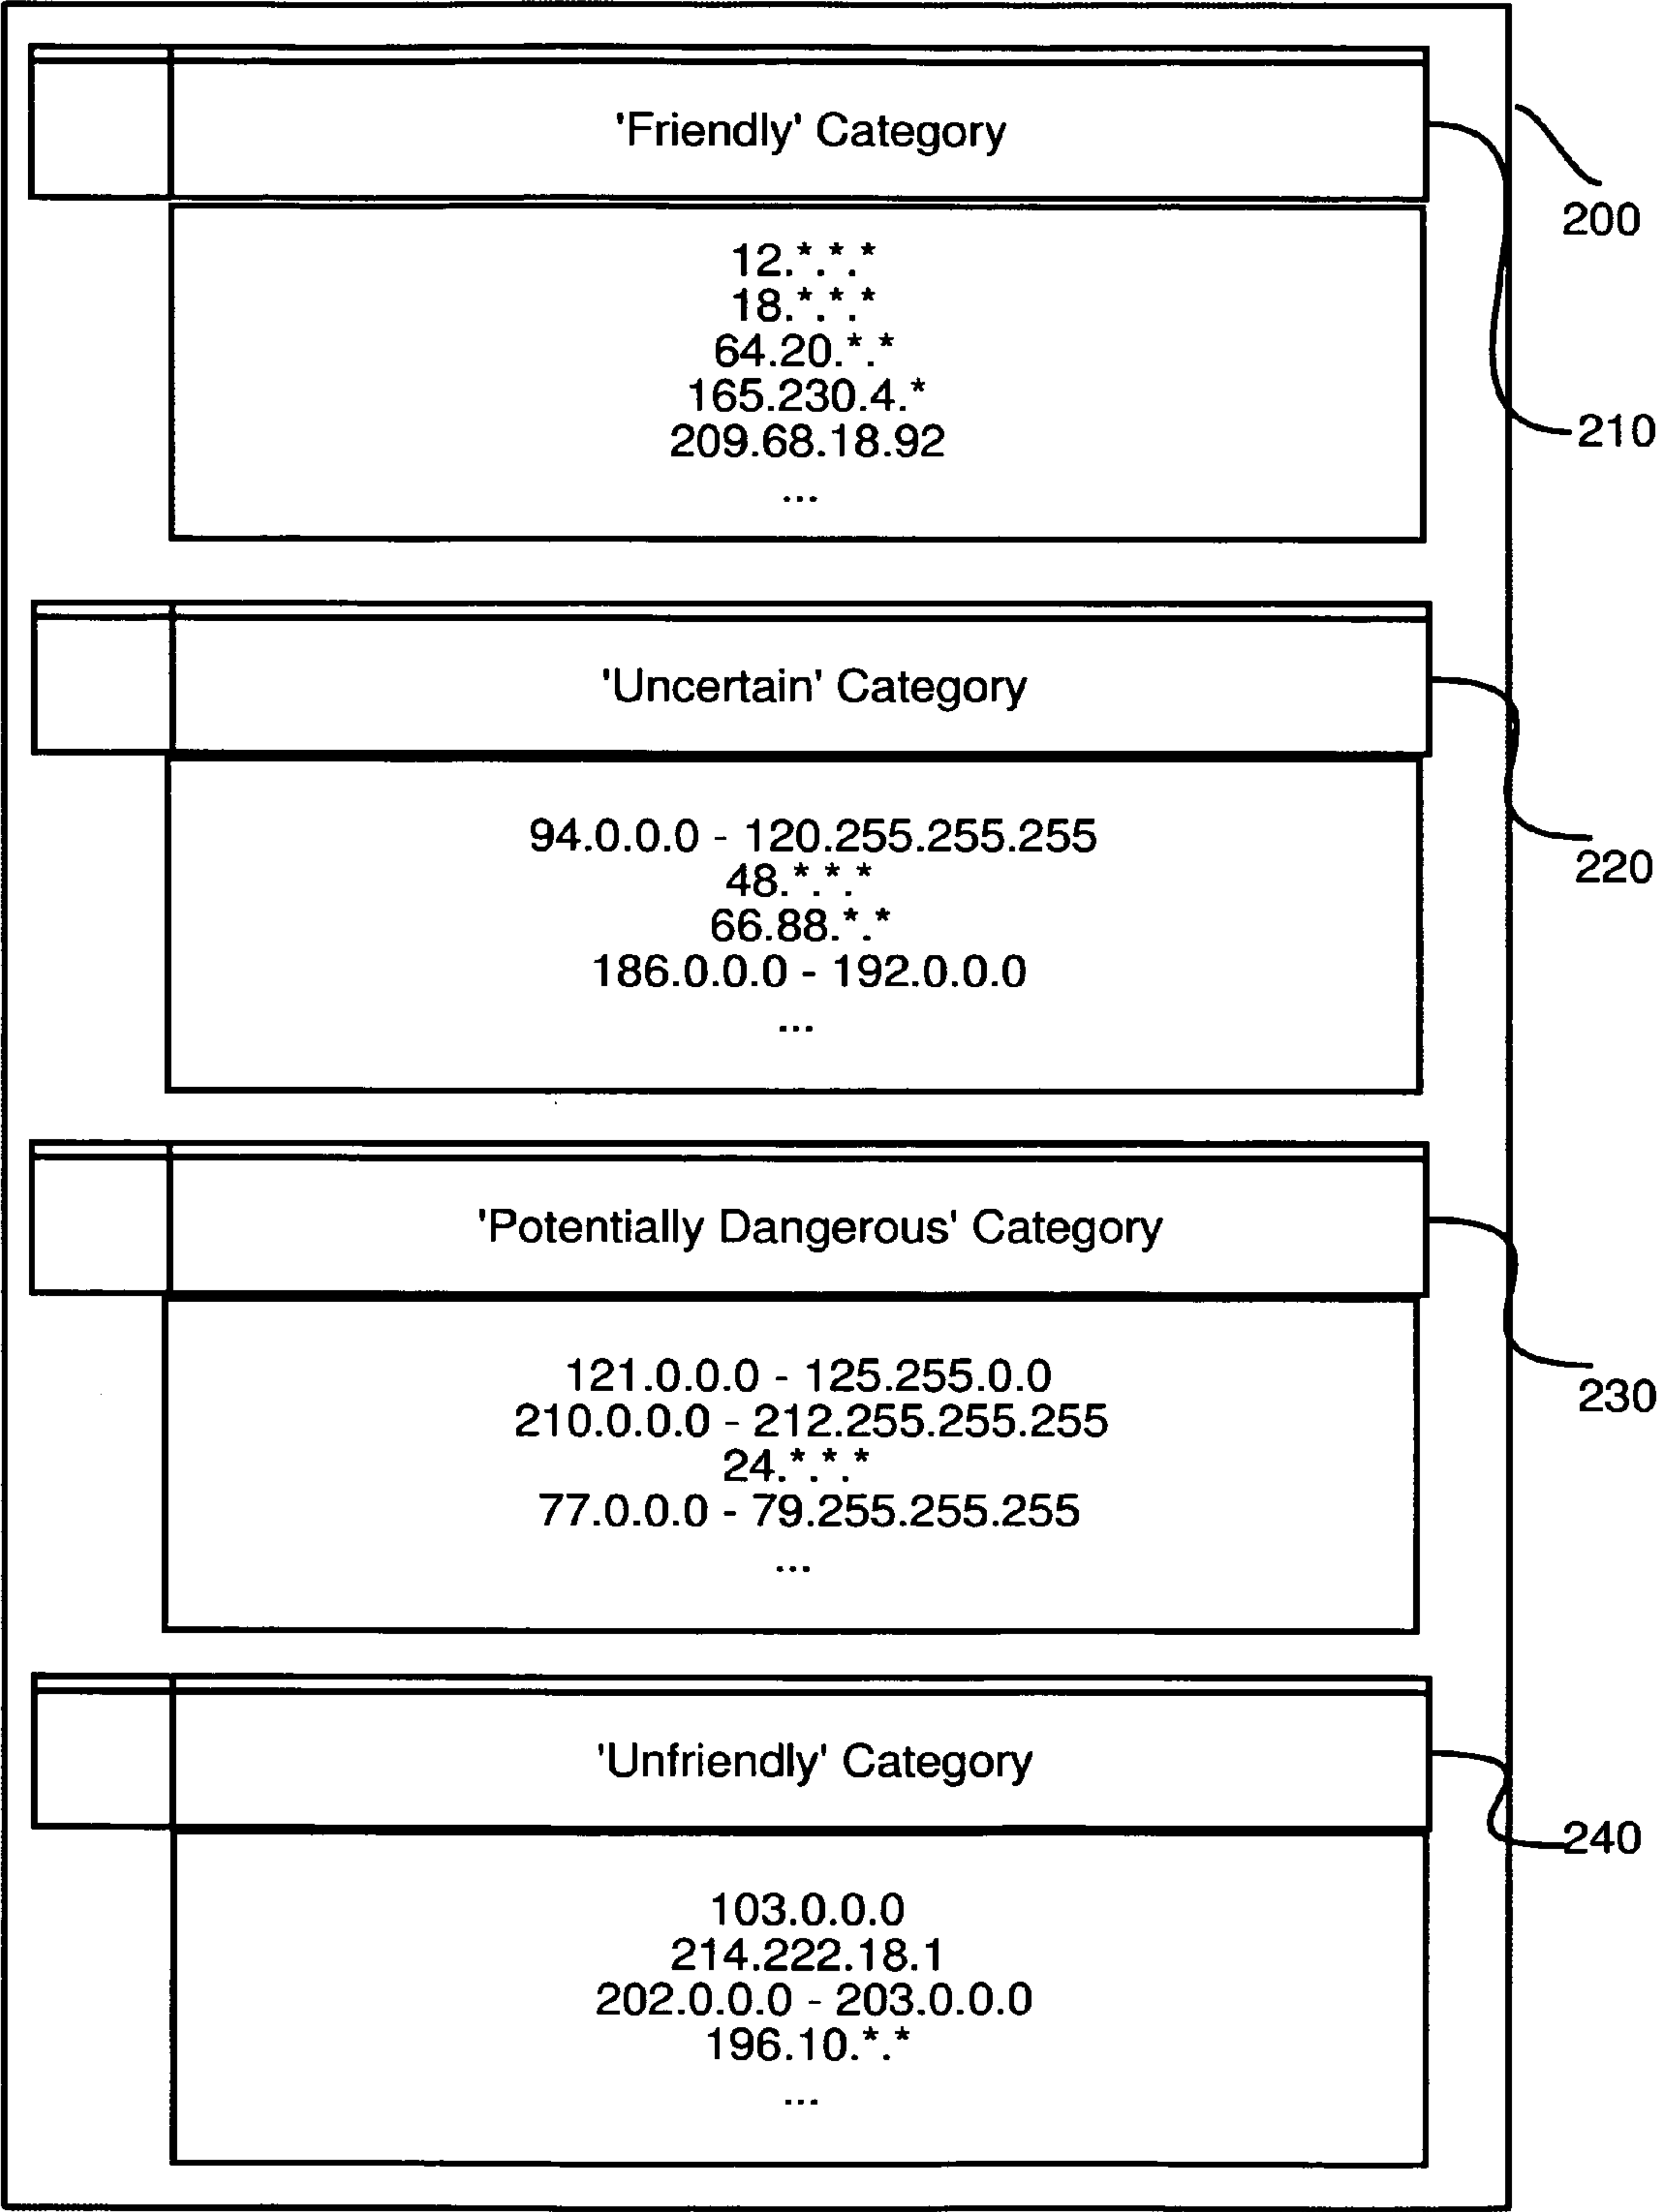 'Friendly' Category
200
12.*.*.*
18.*.*.*
64.20.*.*
165.230.4.*
209.68.18.92
...
210
'Uncertain' Category
94.0.0.0 - 120.255.255.255
48.*.*.*
66.88.*.*
186.0.0.0 - 192.0.0.0
...
220
'Potentially Dangerous' Category
121.0.0.0 - 125.255.0.0
210.0.0.0 - 212.255.255.255
24.*.*.*
77.0.0.0 - 79.255.255.255
...
230
'Unfriendly' Category
240
103.0.0.0
214.222.18.1
202.0.0.0 - 203.0.0.0
196.10.*.*
...